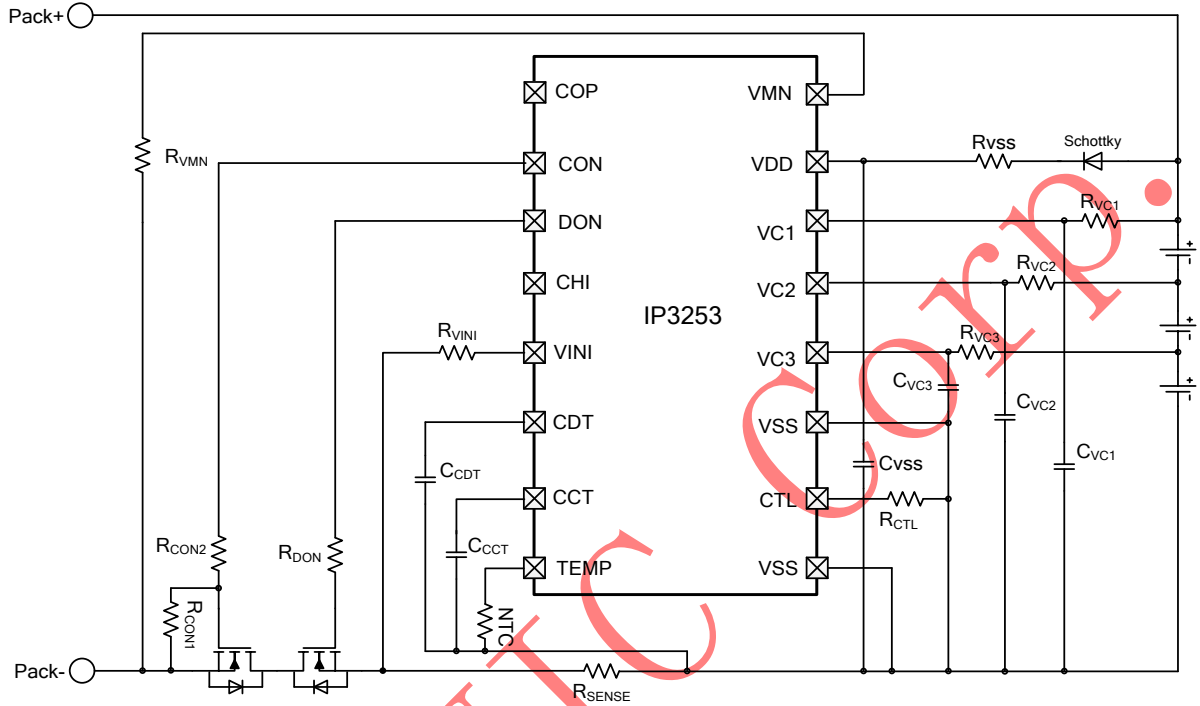 Pack+
COP
VMN
RVMN
CON
VDD
Rvss
Schottky
DON
VC1
RVC1
CHI
VC2
RVC2
IP3253
RVINI
VINI
VC3
RVC3
CVC3
CVC2
CDT
VSS
CCDT
Cvss
CVC1
CCT
CTL
RCTL
RCON2
RDON
CCCT
TEMP
VSS
RCON1
NTC
Pack-
RSENSE
+
-
+
-
+
-
IC Corp.